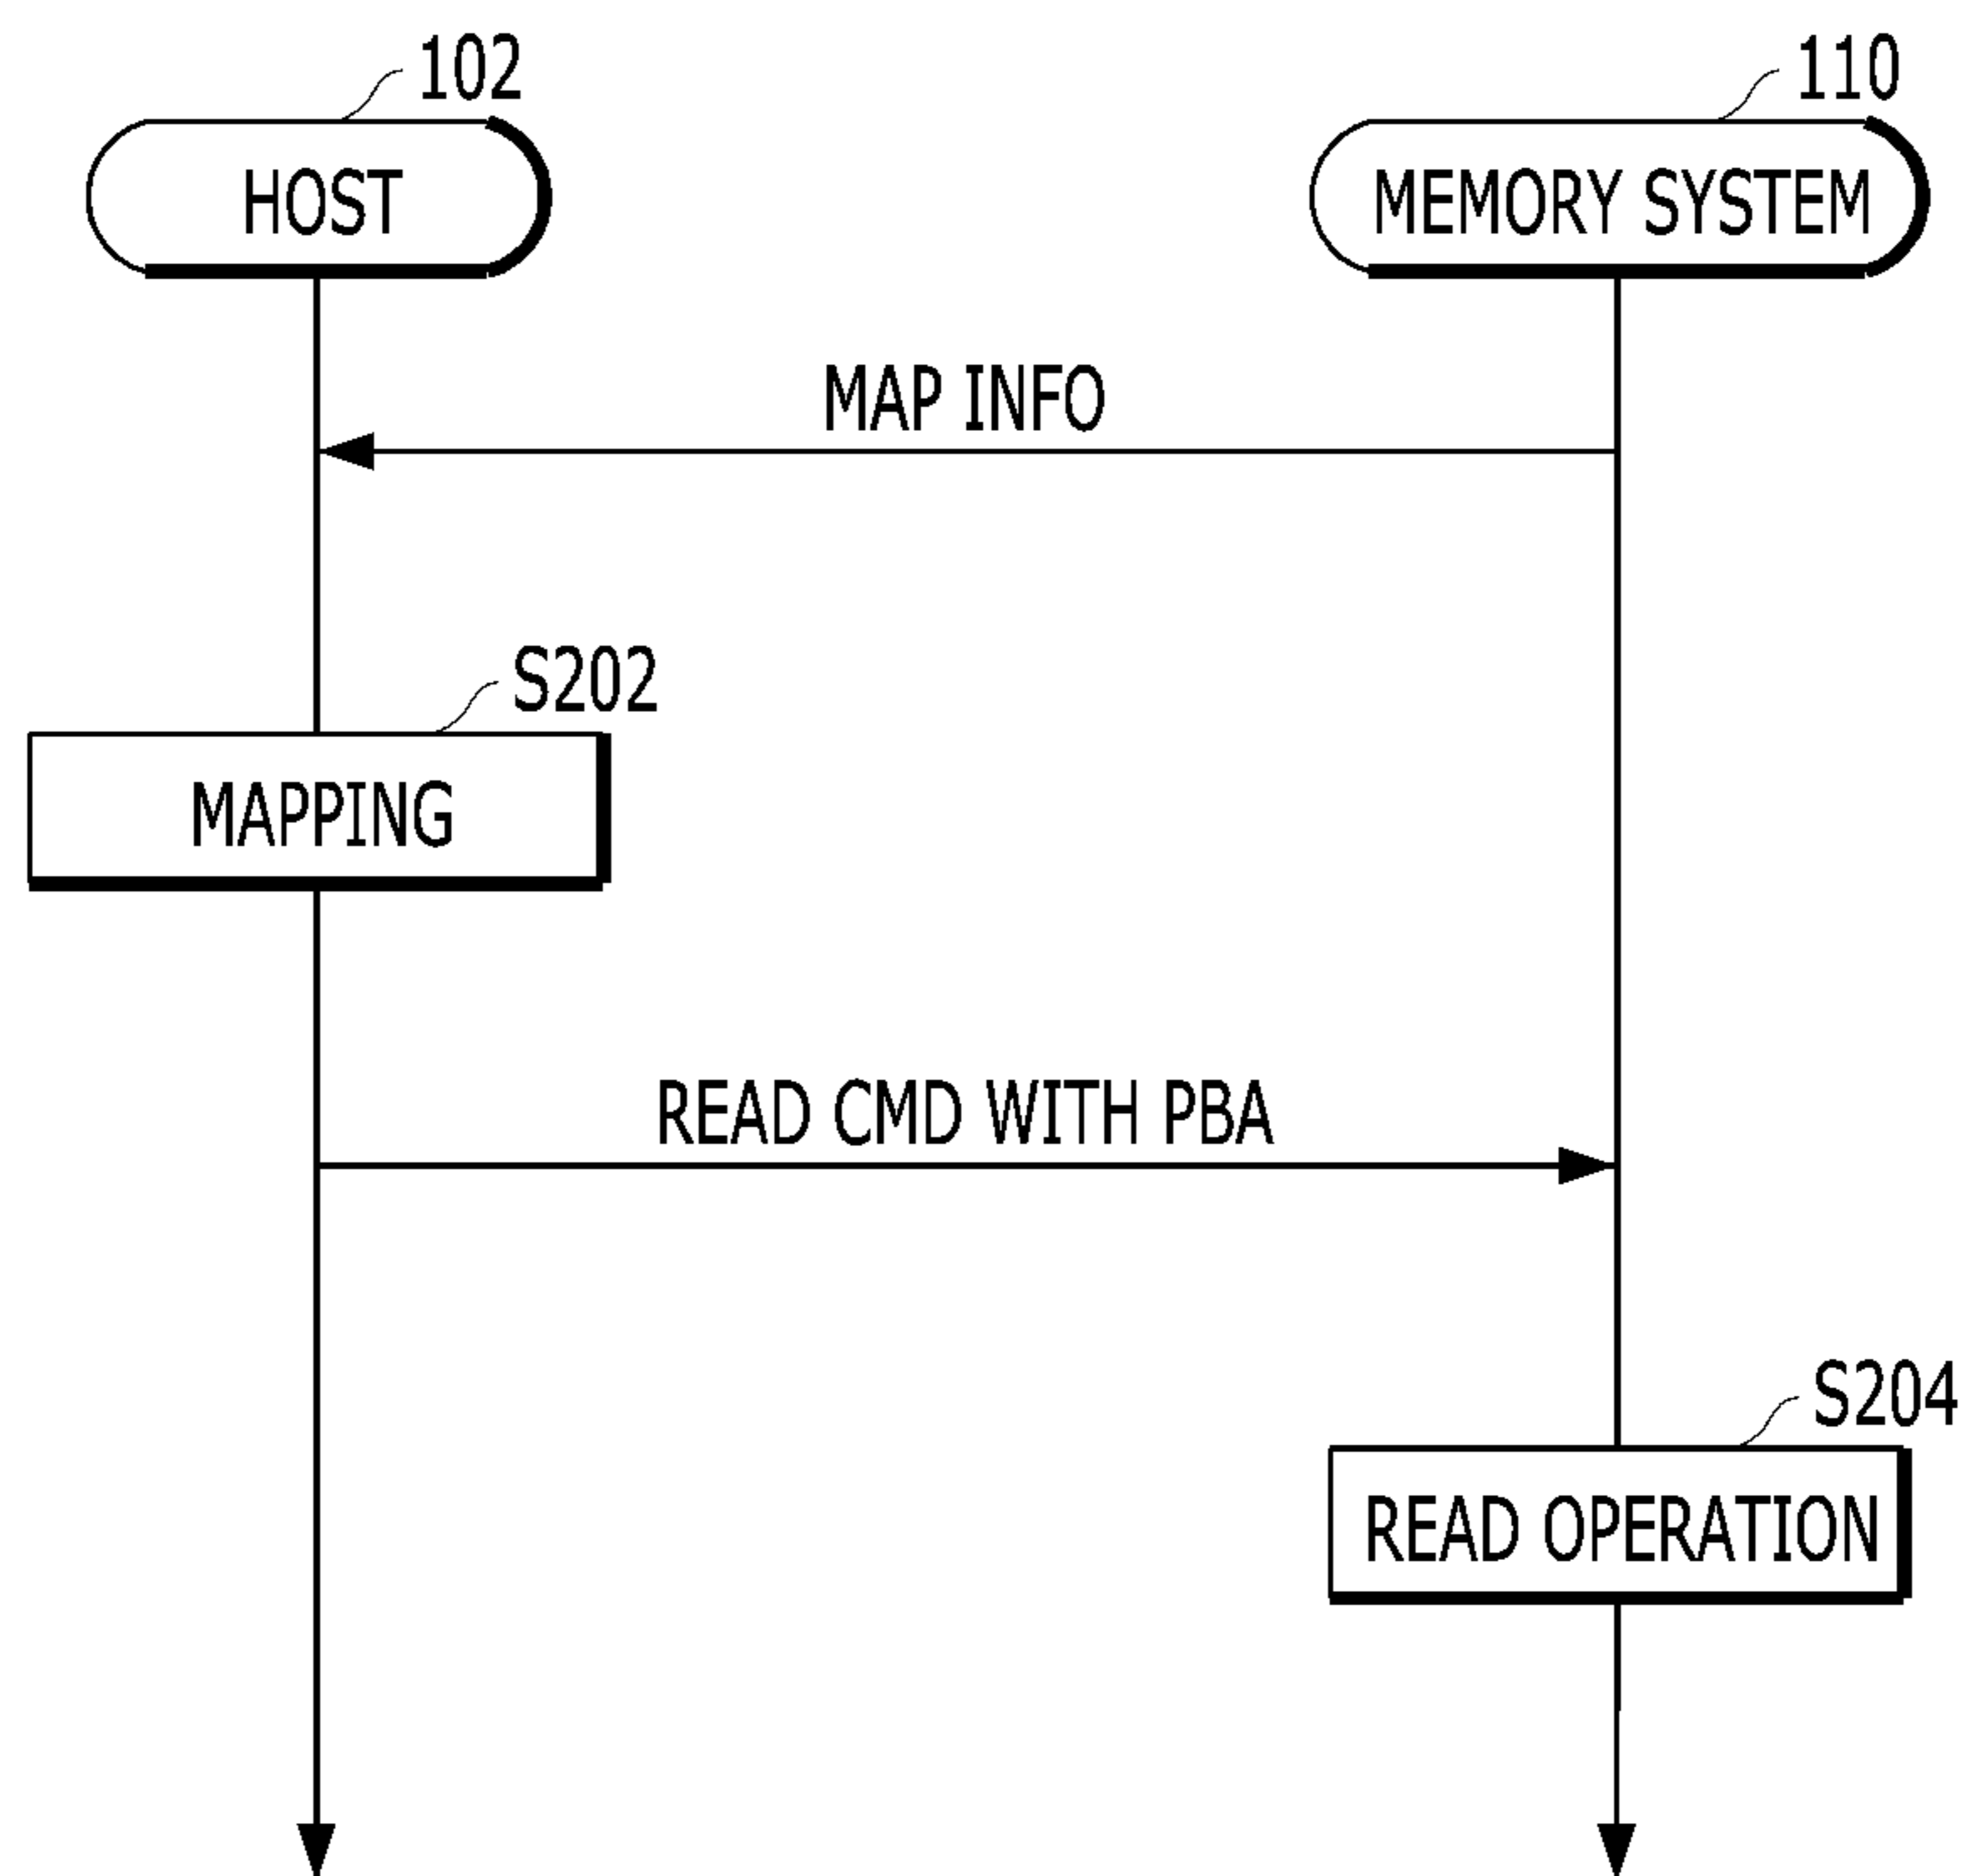 102
110
HOST
MEMORY SYSTEM
MAP INFO
S202
MAPPING
READ CMD WITH PBA
S204
READ OPERATION